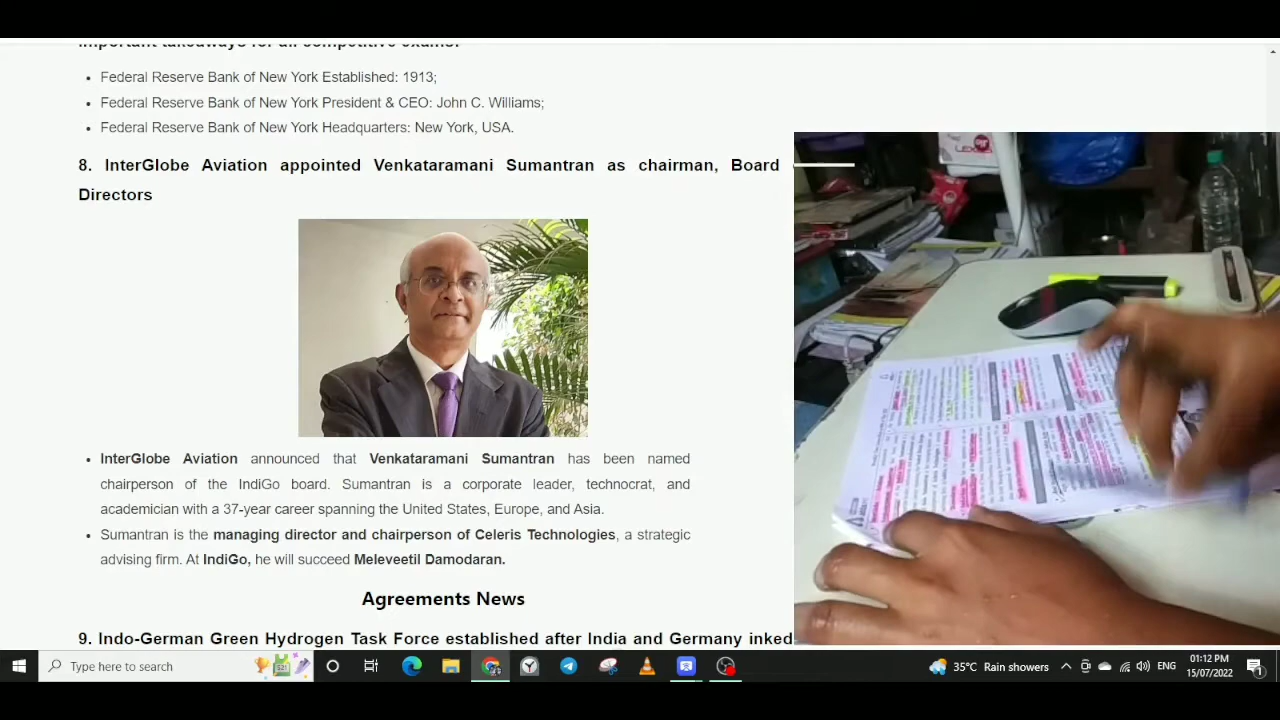 Important takeaways for all competitive exams:
Federal Reserve Bank of New York Established: 1913;
Federal Reserve Bank of New York President & CEO: John C. Williams;
Federal Reserve Bank of New York Headquarters: New York, USA.
8. InterGlobe Aviation appointed Venkataramani Sumantran as chairman, Board
Directors
InterGlobe Aviation announced that Venkataramani Sumantran has been named
chairperson of the IndiGo board. Sumantran is a corporate leader, technocrat, and
academician with a 37-year career spanning the United States, Europe, and Asia.
Sumantran is the managing director and chairperson of Celeris Technologies, a strategic
advising firm. At IndiGo, he will succeed Meleveetil Damodaran.
Agreements News
9. Indo-German Green Hydrogen Task Force established after India and Germany inked
Type here to search
35°C Rain showers
ENG
01:12 PM
15/07/2022